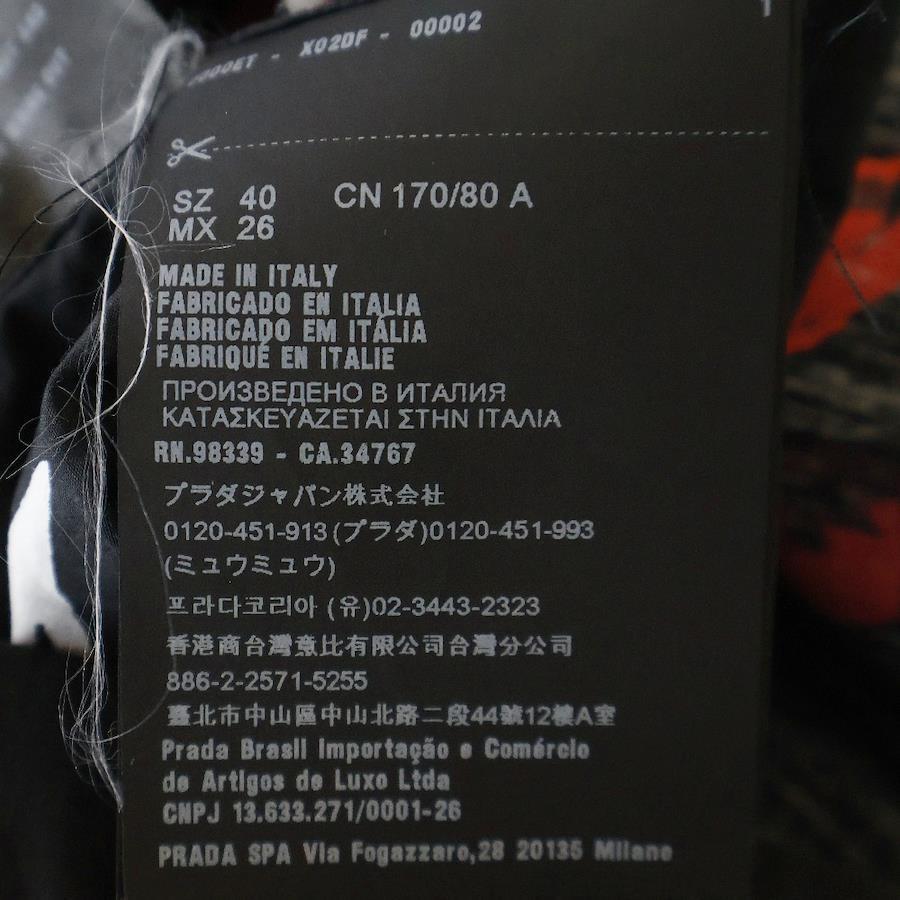 X02DF - 00002
SZ 40 CN 170/80 A
MX 26
MADE IN ITALY
FABRICADO EN ITALIA
FABRICADO EM ITÁLIA
FABRIQUÉ EN ITALIE
ПРОИЗВЕДЕНО В ИТАЛИЯ
ΚΑΤΑΣΚΕΥΑΖΕΤΑΙ ΣΤΗΝ ΙΤΑΛΙΑ
RN.98339 - CA.34767
プラダジャパン株式会社
0120-451-913(プラダ)0120-451-993
(ミュウミュウ)
프라다코리아 (유)02-3443-2323
香港商台灣意比有限公司台灣分公司
886-2-2571-5255
臺北市中山區中山北路二段44號12樓A室
Prada Brasil Importação e Comércio
de Artigos de Luxo Ltda
CNPJ 13.633.271/0001-26
PRADA SPA Via Fogazzaro,28 20135 Milano